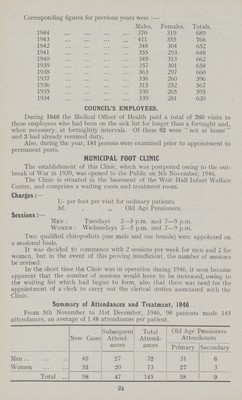 Corresponding figures for previous years were :—
Males. Females. Totals.
1944 ... ... ... ... 370 319 689
1943 ... ... ... ... 411 355 766
1942 ... ... ... ... 348 304 652
1941 ... ... ... ... 355 293 648
1940 ... ... ... ... 349 313 662
1939 ... ... ... ... 357 301 658
1938 ... ... ... ... 363 297 660
1937 ... ... ... ... 336 260 596
1936 ... ... ... ... 315 252 567
1935 ... ... ... ... 330 263 593
1934 ... ... ... ... 339 281 620
COUNCIL'S EMPLOYEES.
During 1946 the Medical Officer of Health paid a total of 260 visits to
those employees who had been on the sick list for longer than a fortnight and,
when necessary, at fortnightly intervals. Of these 62 were "not at home"
and 3 had already resumed duty.
Also, during the year, 184 persons were examined prior to appointment to
permanent posts.
MUNICIPAL FOOT CLINIC
The establishment of this Clinic, which was postponed owing to the out-
break of War in 1939, was opened to the Public on 5th November, 1946.
The Clinic is situated in the basement of the Weir Hall Infant Welfare
Centre, and comprises a waiting room and treatment room.
Charges :—
1/- per foot per visit for ordinary patients.
3d. „ „ „ Old Age Pensioners.
Sessions :—
MEN : Tuesdays 2—5 p.m. and 7—9 p.m.
WOMEN : Wednesdays 2—5 p.m. and 7—9 p.m.
Two qualified chiropodists (one male and one female) were appointed on
a sessional basis.
It was decided to commence with 2 sessions per week for men and 2 for
women, but in the event of this proving insufficient, the number of sessions
be revised.
In the short time the Clinic was in operation during 1946, it soon became
apparent that the number of sessions would have to be increased, owing to
the waiting list which had begun to form, also that there was need for the
appointment of a clerk to carry out the clerical duties associated with the
Clinic.
Summary of Attendances and Treatment, 1946
From 5th November to 31st December, 1946, 98 patients made 145
attendances, an average of 1.48 attendances per patient.
New Cases Subsequent Attend- ances Total Attend- ances Old Age Pensioners Attendances
Primary Secondary
Men ... ... 45 27 72 31 6
Women 53 20 73 27 3
Total ... 98 47 145 58 9
24